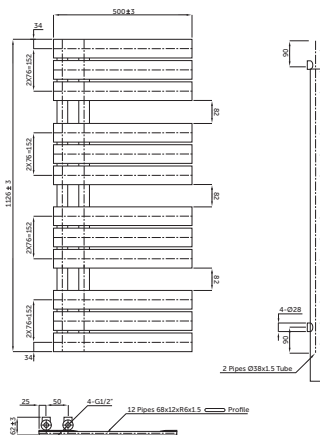 500±3
34
90
2X76=152
82
2X76=152
1126 ± 3
82
2X76=152
82
4-Ø28
2X76=152
90
34
2 Pipes Ø38x1.5 Tube
25
50
4-G1/2"
12 Pipes 68x12xR6x1.5 Profile
62±3